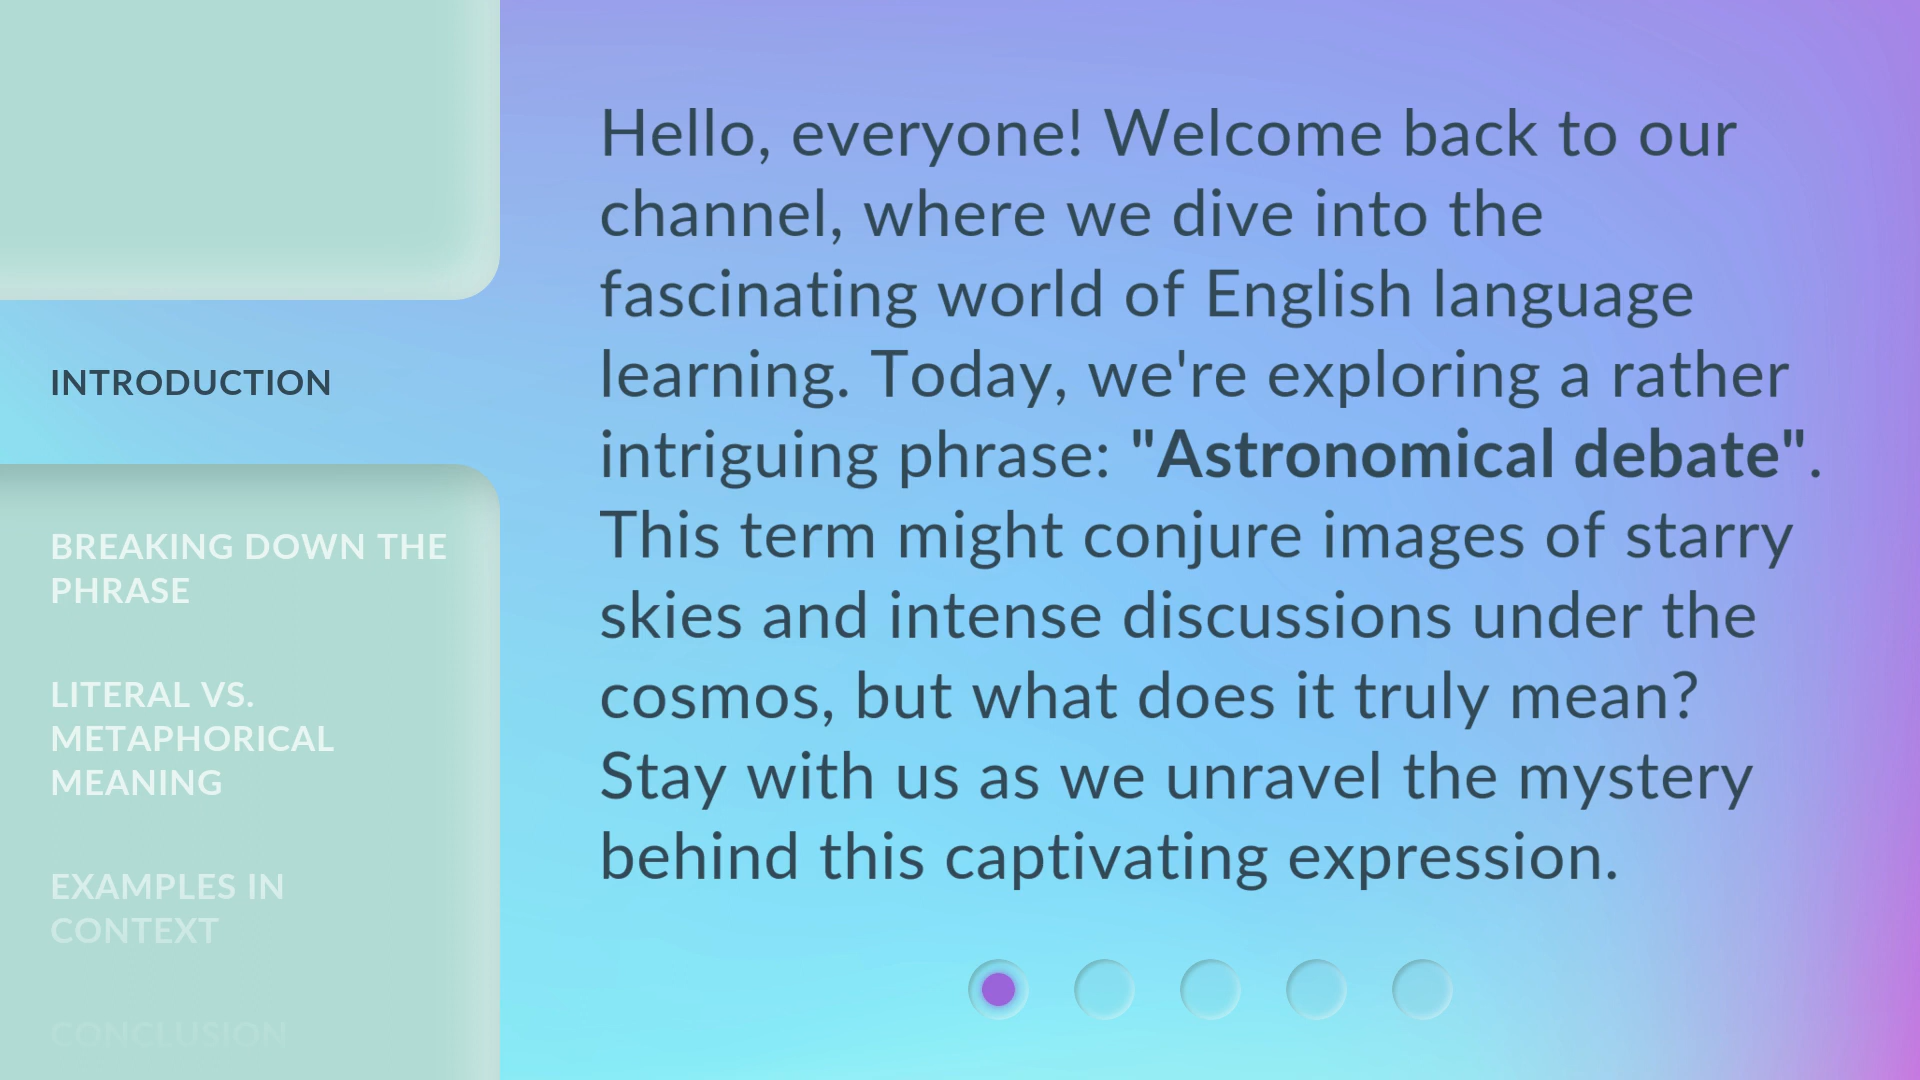 INTRODUCTION
BREAKING DOWN THE
PHRASE
LITERAL VS.
METAPHORICAL
MEANING
EXAMPLES IN
CONTEXT
CONCLUSION
Hello, everyone! Welcome back to our
channel, where we dive into the
fascinating world of English language
learning. Today, we're exploring a rather
intriguing phrase: "Astronomical debate".
This term might conjure images of starry
skies and intense discussions under the
cosmos, but what does it truly mean?
Stay with us as we unravel the mystery
behind this captivating expression.